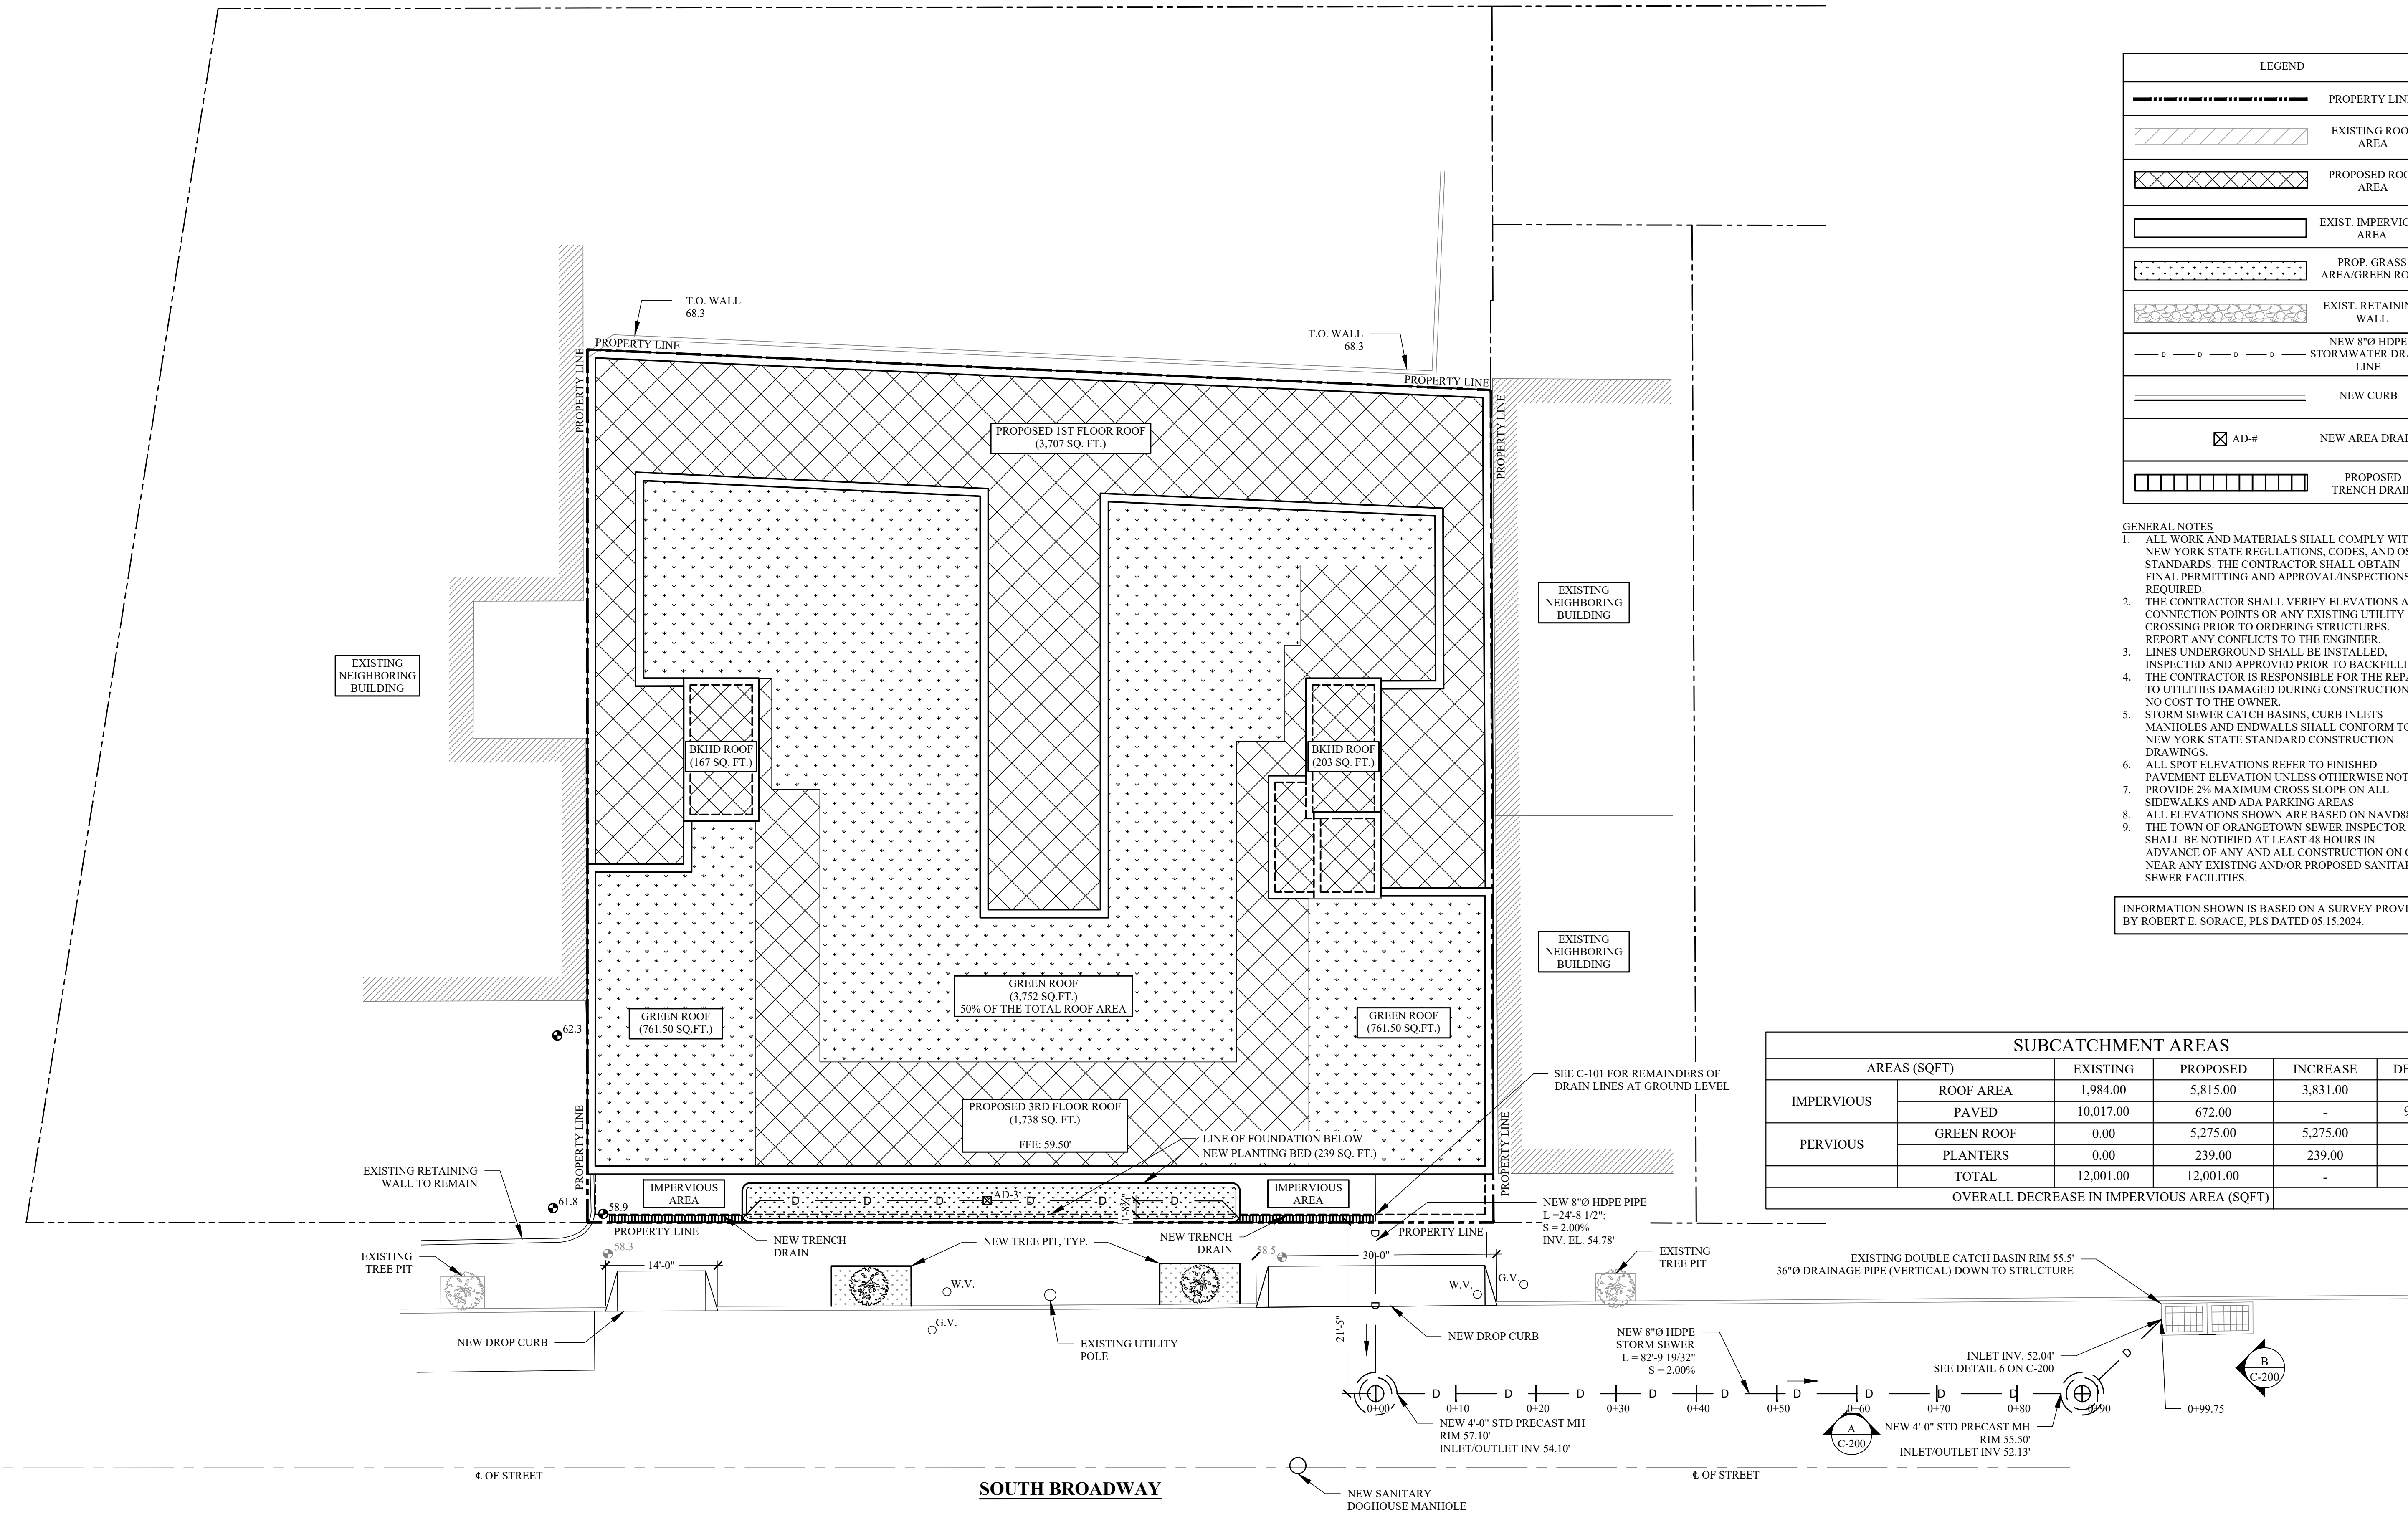 LEGEND
PROPERTY LIN
EXISTING ROO
AREA
PROPOSED ROO
AREA
EXIST. IMPERVIO
AREA
PROP. GRASS
AREA/GREEN RO
EXIST. RETAININ
WALL
NEW 8"Ø HDPE
STORMWATER DRA
LINE
D D D D
NEW CURB
AD-#
NEW AREA DRAI
PROPOSED
TRENCH DRAI
GENERAL NOTES
1. ALL WORK AND MATERIALS SHALL COMPLY WIT
NEW YORK STATE REGULATIONS, CODES, AND OS
STANDARDS. THE CONTRACTOR SHALL OBTAIN
FINAL PERMITTING AND APPROVAL/INSPECTIONS
REQUIRED.
2. THE CONTRACTOR SHALL VERIFY ELEVATIONS A
CONNECTION POINTS OR ANY EXISTING UTILITY
CROSSING PRIOR TO ORDERING STRUCTURES.
REPORT ANY CONFLICTS TO THE ENGINEER.
3. LINES UNDERGROUND SHALL BE INSTALLED,
INSPECTED AND APPROVED PRIOR TO BACKFILLI
4. THE CONTRACTOR IS RESPONSIBLE FOR THE REPA
TO UTILITIES DAMAGED DURING CONSTRUCTION
NO COST TO THE OWNER.
5. STORM SEWER CATCH BASINS, CURB INLETS
MANHOLES AND ENDWALLS SHALL CONFORM TO
NEW YORK STATE STANDARD CONSTRUCTION
DRAWINGS.
6. ALL SPOT ELEVATIONS REFER TO FINISHED
PAVEMENT ELEVATION UNLESS OTHERWISE NOT
7. PROVIDE 2% MAXIMUM CROSS SLOPE ON ALL
SIDEWALKS AND ADA PARKING AREAS
8. ALL ELEVATIONS SHOWN ARE BASED ON NAVD88
9. THE TOWN OF ORANGETOWN SEWER INSPECTOR
SHALL BE NOTIFIED AT LEAST 48 HOURS IN
ADVANCE OF ANY AND ALL CONSTRUCTION ON O
NEAR ANY EXISTING AND/OR PROPOSED SANITA
SEWER FACILITIES.
INFORMATION SHOWN IS BASED ON A SURVEY PROVI
BY ROBERT E. SORACE, PLS DATED 05.15.2024.
SUBCATCHMENT AREAS
AREAS (SQFT) EXISTING PROPOSED INCREASE DE
IMPERVIOUS ROOF AREA 1,984.00 5,815.00 3,831.00
PAVED 10,017.00 672.00 - 9
PERVIOUS GREEN ROOF 0.00 5,275.00 5,275.00
PLANTERS 0.00 239.00 239.00
TOTAL 12,001.00 12,001.00 -
OVERALL DECREASE IN IMPERVIOUS AREA (SQFT)
T.O. WALL
68.3
T.O. WALL
68.3
PROPERTY LINE
PROPERTY LINE
PROPERTY LINE
PROPERTY LINE
PROPOSED 1ST FLOOR ROOF
(3,707 SQ. FT.)
EXISTING
NEIGHBORING
BUILDING
EXISTING
NEIGHBORING
BUILDING
BKHD ROOF
(167 SQ. FT.)
BKHD ROOF
(203 SQ. FT.)
EXISTING
NEIGHBORING
BUILDING
GREEN ROOF
(3,752 SQ.FT.)
50% OF THE TOTAL ROOF AREA
GREEN ROOF
(761.50 SQ.FT.)
GREEN ROOF
(761.50 SQ.FT.)
62.3
SEE C-101 FOR REMAINDERS OF
DRAIN LINES AT GROUND LEVEL
PROPOSED 3RD FLOOR ROOF
(1,738 SQ. FT.)
FFE: 59.50'
LINE OF FOUNDATION BELOW
NEW PLANTING BED (239 SQ. FT.)
PROPERTY LINE
PROPERTY LINE
EXISTING RETAINING
WALL TO REMAIN
IMPERVIOUS
AREA
IMPERVIOUS
AREA
D D D AD-3 D D D
1'-8¾"
61.8
58.9
NEW 8"Ø HDPE PIPE
L =24'-8 1/2";
S = 2.00%
INV. EL. 54.78'
PROPERTY LINE
PROPERTY LINE
NEW TRENCH
DRAIN
NEW TREE PIT, TYP.
NEW TRENCH
DRAIN
58.3
58.5
D
14'-0"
30'-0"
EXISTING
TREE PIT
EXISTING
TREE PIT
W.V.
G.V.
W.V.
G.V.
D
EXISTING DOUBLE CATCH BASIN RIM 55.5'
36"Ø DRAINAGE PIPE (VERTICAL) DOWN TO STRUCTURE
NEW DROP CURB
EXISTING UTILITY
POLE
21'-5"
NEW DROP CURB
NEW 8"Ø HDPE
STORM SEWER
L = 82'-9 19/32"
S = 2.00%
INLET INV. 52.04'
SEE DETAIL 6 ON C-200
D
B
C-200
D D D D D D D D D
0+00 0+10 0+20 0+30 0+40 0+50 0+60 0+70 0+80 0+90
0+99.75
NEW 4'-0" STD PRECAST MH
RIM 57.10'
INLET/OUTLET INV 54.10'
A
C-200
NEW 4'-0" STD PRECAST MH
RIM 55.50'
INLET/OUTLET INV 52.13'
℄ OF STREET
℄ OF STREET
SOUTH BROADWAY
NEW SANITARY
DOGHOUSE MANHOLE